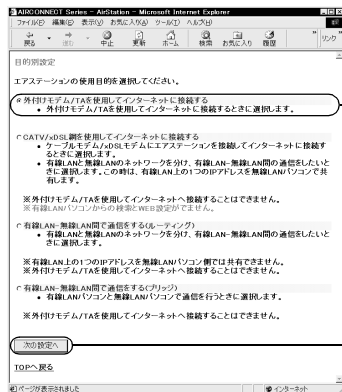 AIRCONNECT Series - AirStation - Microsoft Internet Explorer
ファイル(F) 編集(E) 表示(V) お気に入り(A) ツール(T) ヘルプ(H)
戻る 進む 中止 更新 ホーム 検索 お気に入り 履歴 リンク
目的別設定
エアステーションの使用目的を選択してください。
外付けモデム/TAを使用してインターネットに接続する
• 外付けモデム/TAを使用してインターネットに接続するときに選択します。
CATV/xDSL網を使用してインターネットに接続する
• ケーブルモデム/xDSLモデムにエアステーションを接続してインターネットに接続す
るときに選択します。
• 有線LANと無線LANのネットワークを分け、有線LAN-無線LAN間の通信をしたいと
きに選択します。この時は、有線LAN上の1つのIPアドレスを無線LANパソコンで共
有します。
※外付けモデム/TAを使用してインターネットへ接続することはできません。
※有線LANパソコンからの検索とWEB設定ができません。
有線LAN-無線LAN間で通信をする(ルーティング)
• 有線LANと無線LANのネットワークを分け、有線LAN-無線LAN間の通信をしたいと
きに選択します。
※有線LAN上の1つのIPアドレスを無線LANパソコン側では共有できません。
※外付けモデム/TAを使用してインターネットへ接続することはできません。
有線LAN-無線LAN間で通信をする(ブリッジ)
• 有線LANパソコンと無線LANパソコンで通信を行うときに選択します。
※外付けモデム/TAを使用してインターネットへ接続することはできません。
次の設定へ
TOPへ戻る
ページが表示されました インターネット